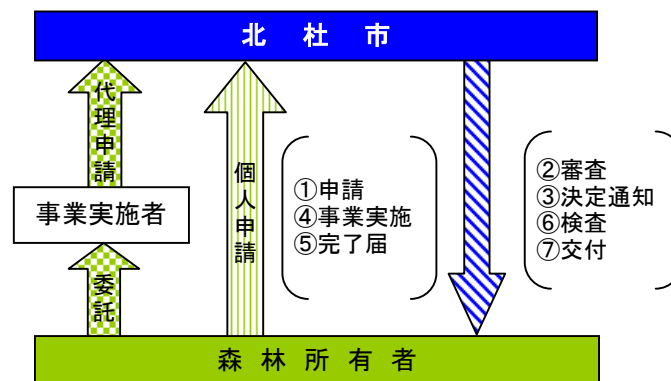 北杜市
代理申請
事業実施者
委託
個人申請
①申請
④事業実施
⑤完了届
②審査
③決定通知
⑥検査
⑦交付
森林所有者